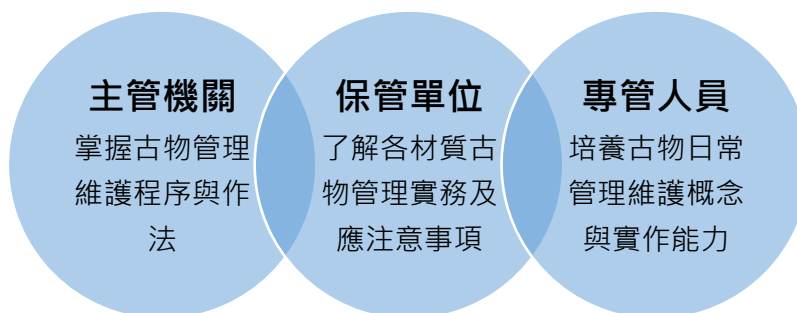 主管機關
掌握古物管理
維護程序與作
法
保管單位
了解各材質古
物管理實務及
應注意事項
專管人員
培養古物日常
管理維護概念
與實作能力